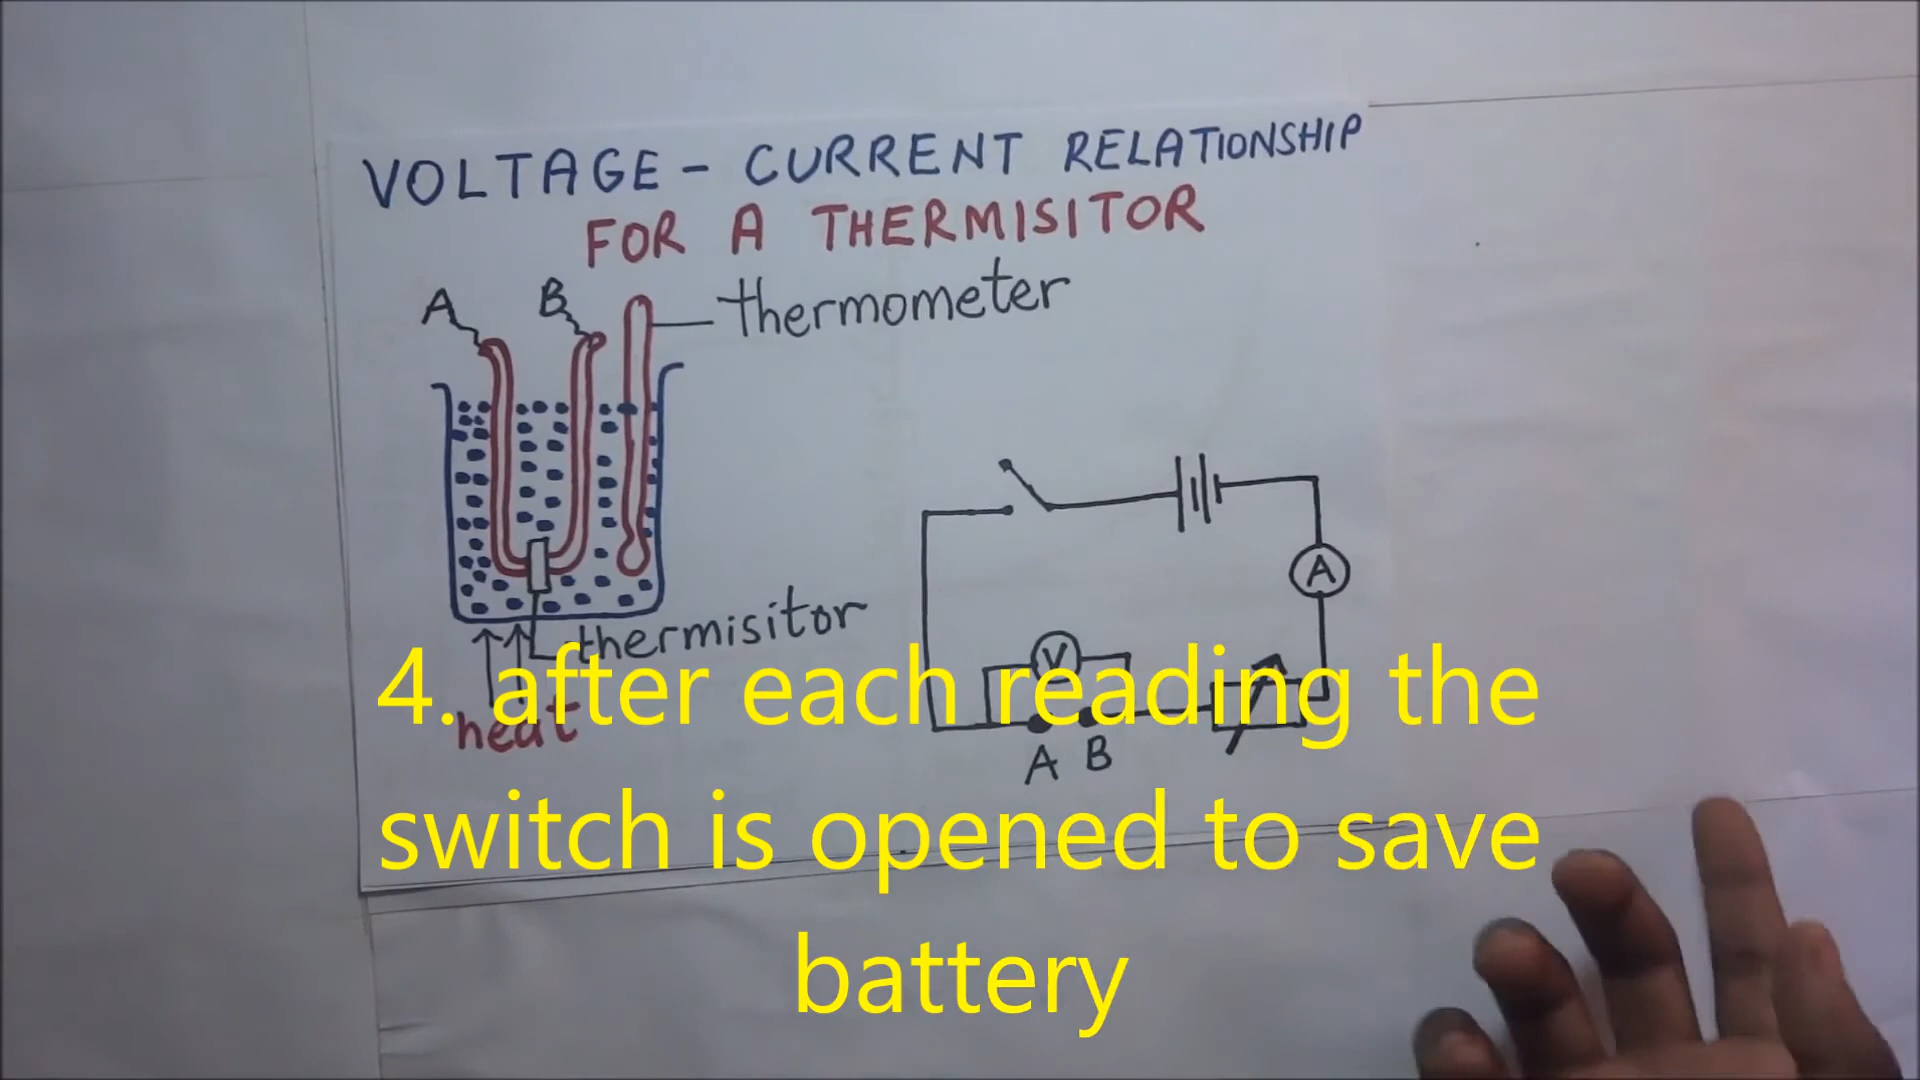 VOLTAGE - CURRENT RELATIONSHIP
FOR A THERMISITOR
A
B
thermometer
A
thermisitor
V
heat
A B
4. after each reading the
switch is opened to save
battery